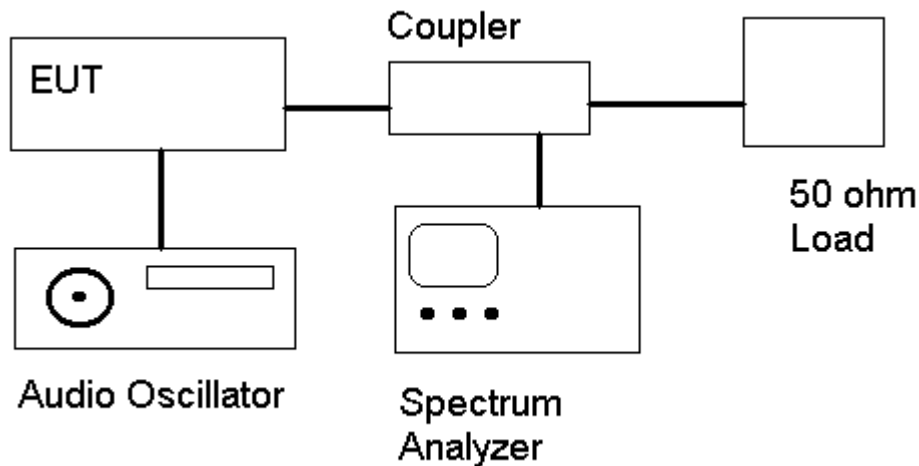 Coupler
EUT
50 ohm
Load
Audio Oscillator
Spectrum
Analyzer